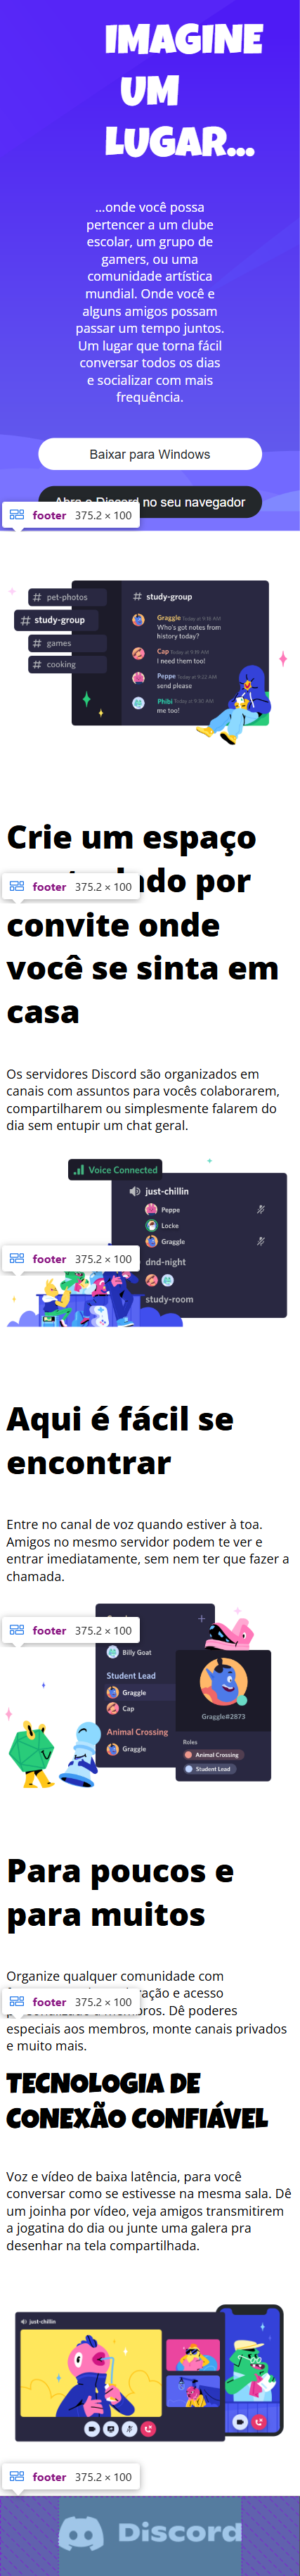 IMAGINE
UM
LUGAR...
...onde você possa
pertencer a um clube
escolar, um grupo de
gamers, ou uma
comunidade artística
mundial. Onde você e
alguns amigos possam
passar um tempo juntos.
Um lugar que torna fácil
conversar todos os dias
e socializar com mais
frequência.
Baixar para Windows
Abra o Discord no seu navegador
footer 375.2 × 100
# pet-photos
# study-group
# games
# cooking
# study-group
Graggle Today at 9:18 AM
Who's got notes from
history today?
Cap Today at 9:18 AM
I need them too!
Peppe Today at 9:22 AM
send please
Phibi Today at 9:30 AM
me too!
Crie um espaço
por
footer 375.2 × 100
convite onde
você se sinta em
casa
Os servidores Discord são organizados em
canais com assuntos para vocês colaborarem,
compartilharem ou simplesmente falarem do
dia sem entupir um chat geral.
Voice Connected
just-chillin
Peppe
Locke
Graggle
footer 375.2 × 100
dnd-night
study-room
Aqui é fácil se
encontrar
Entre no canal de voz quando estiver à toa.
Amigos no mesmo servidor podem te ver e
entrar imediatamente, sem nem ter que fazer a
chamada.
footer 375.2 × 100
Billy Goat
Student Lead
Graggle
Cap
Animal Crossing
Graggle
Graggle#2873
Roles
Animal Crossing
Student Lead
Para poucos e
para muitos
Organize qualquer comunidade com
e acesso
footer 375.2 × 100
Dê poderes
especiais aos membros, monte canais privados
e muito mais.
TECNOLOGIA DE
CONEXÃO CONFIÁVEL
Voz e vídeo de baixa latência, para você
conversar como se estivesse na mesma sala. Dê
um joinha por vídeo, veja amigos transmitirem
a jogatina do dia ou junte uma galera pra
desenhar na tela compartilhada.
just-chillin
footer 375.2 × 100
Discord